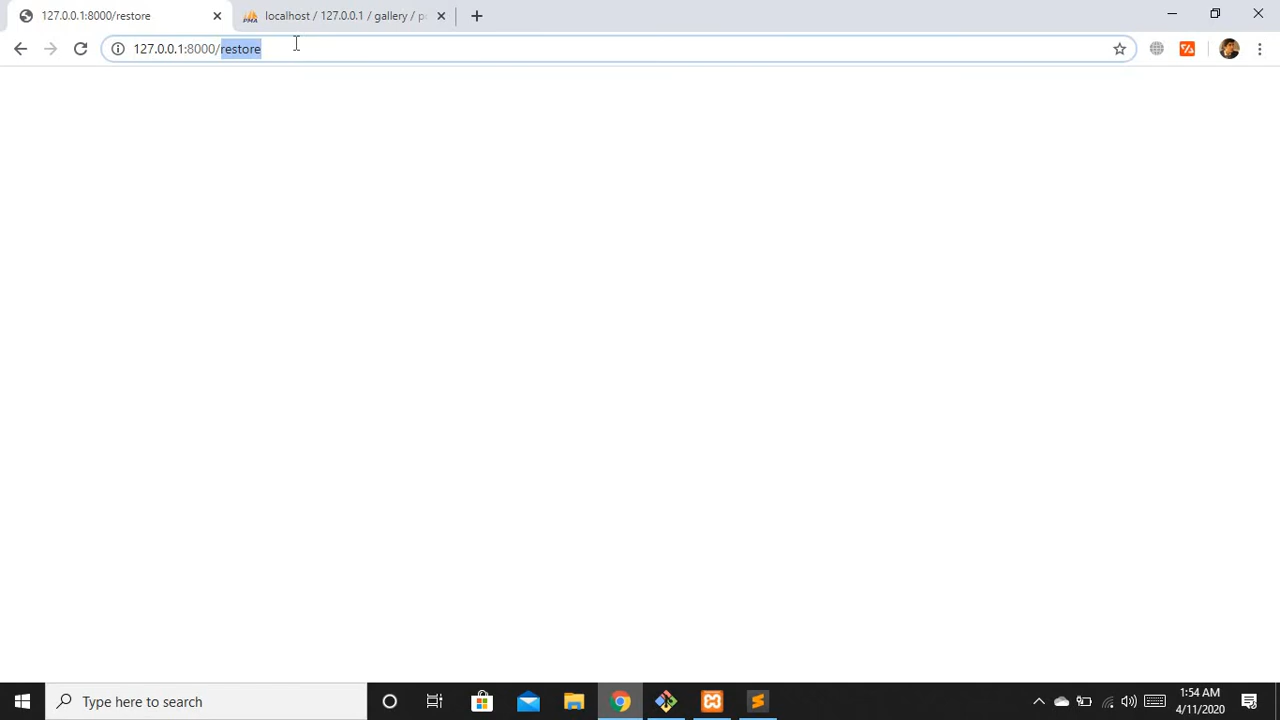 127.0.0.1:8000/restore
localhost / 127.0.0.1 / gallery / p
127.0.0.1:8000/restore
Type here to search
1:54 AM
4/11/2020